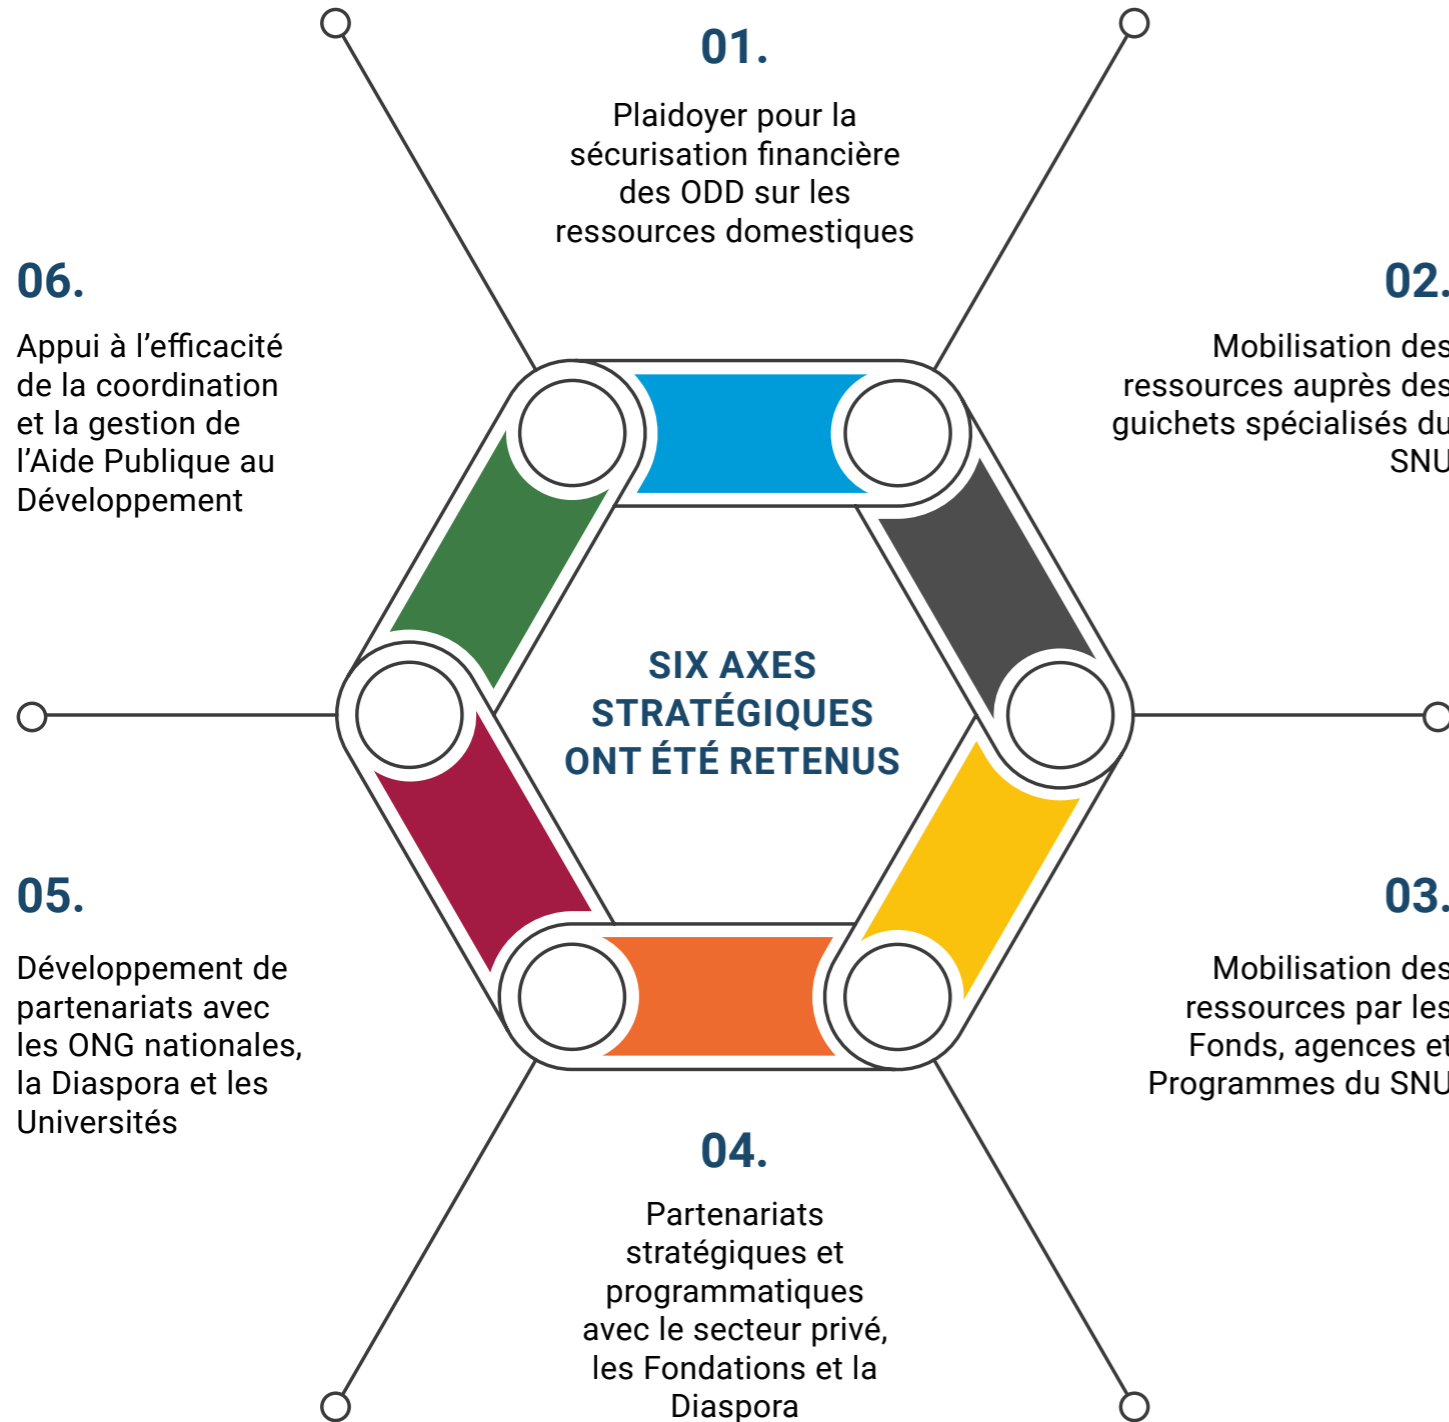 01.
Plaidoyer pour la
sécurisation financière
des ODD sur les
ressources domestiques
02.
Mobilisation des
ressources auprès des
guichets spécialisés du
SNU
03.
Mobilisation des
ressources par les
Fonds, agences et
Programmes du SNU
04.
Partenariats
stratégiques et
programmatiques
avec le secteur privé,
les Fondations et la
Diaspora
05.
Développement de
partenariats avec
les ONG nationales,
la Diaspora et les
Universités
06.
Appui à l’efficacité
de la coordination
et la gestion de
l’Aide Publique au
Développement
SIX AXES
STRATÉGIQUES
ONT ÉTÉ RETENUS